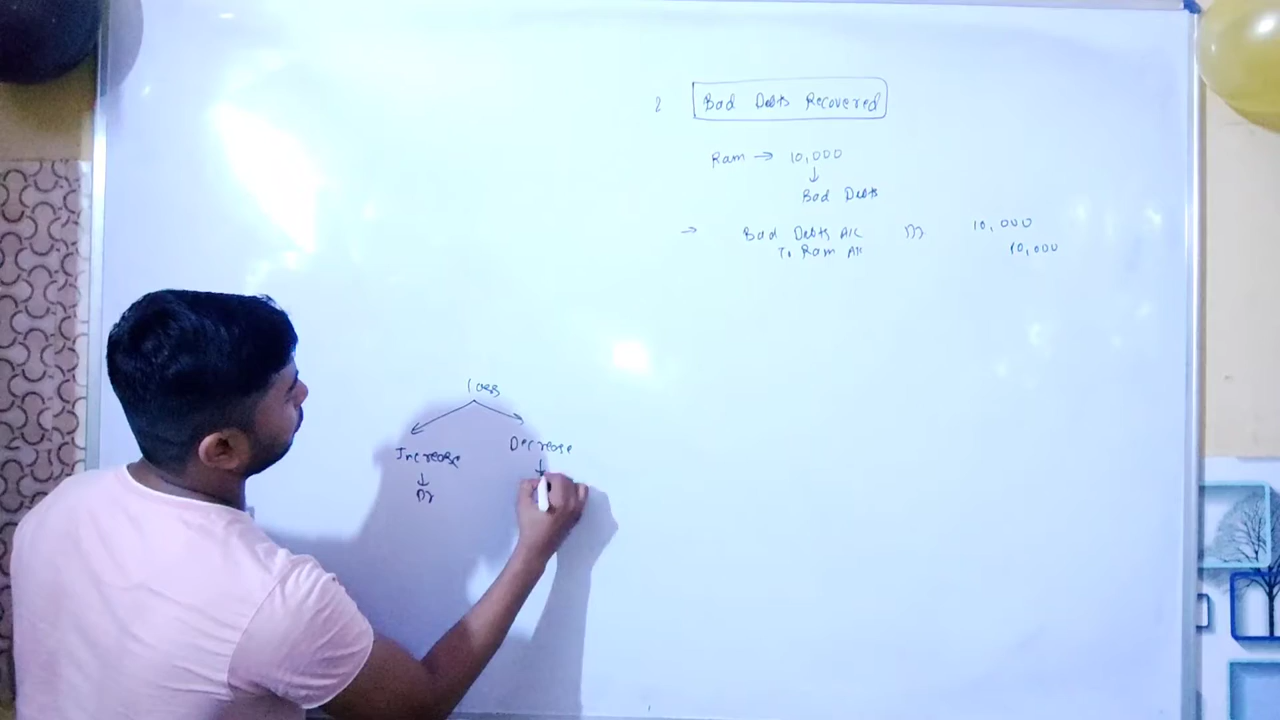 2 Bad Debts Recovered
Ram → 10,000
↓
Bad Debts
→ Bad Debts A/c Dr 10,000
To Ram A/c 10,000
Loss
Increase Decrease
↓ ↓
Dr